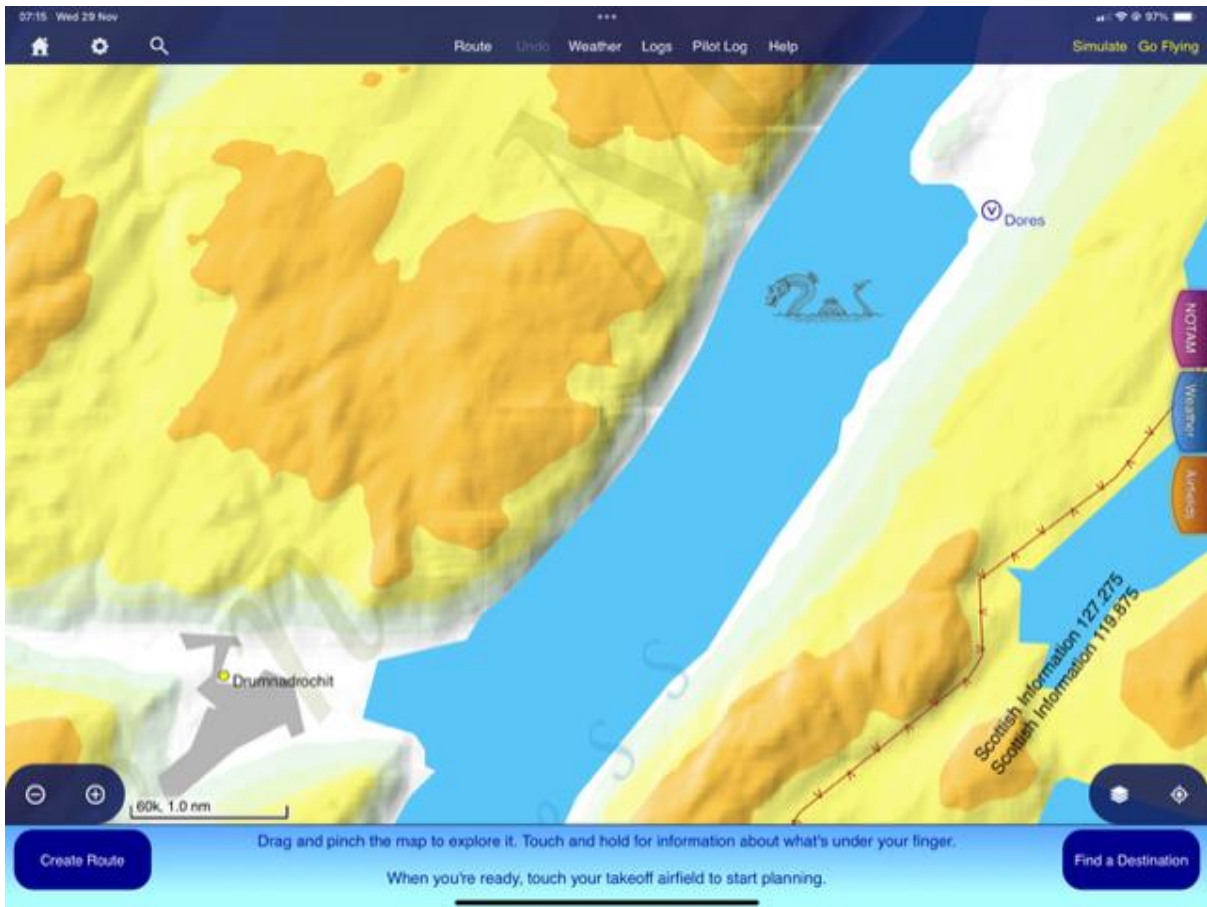 07:15 Wed 29 Nov
97%
Route Undo Weather Logs Pilot Log Help
Simulate Go Flying
Dores
NOTAM
Weather
Airfields
Scottish Information 127.275
Scottish Information 119.875
Drumnadrochit
60k, 1.0 nm
Drag and pinch the map to explore it. Touch and hold for information about what's under your finger.
Create Route
Find a Destination
When you're ready, touch your takeoff airfield to start planning.